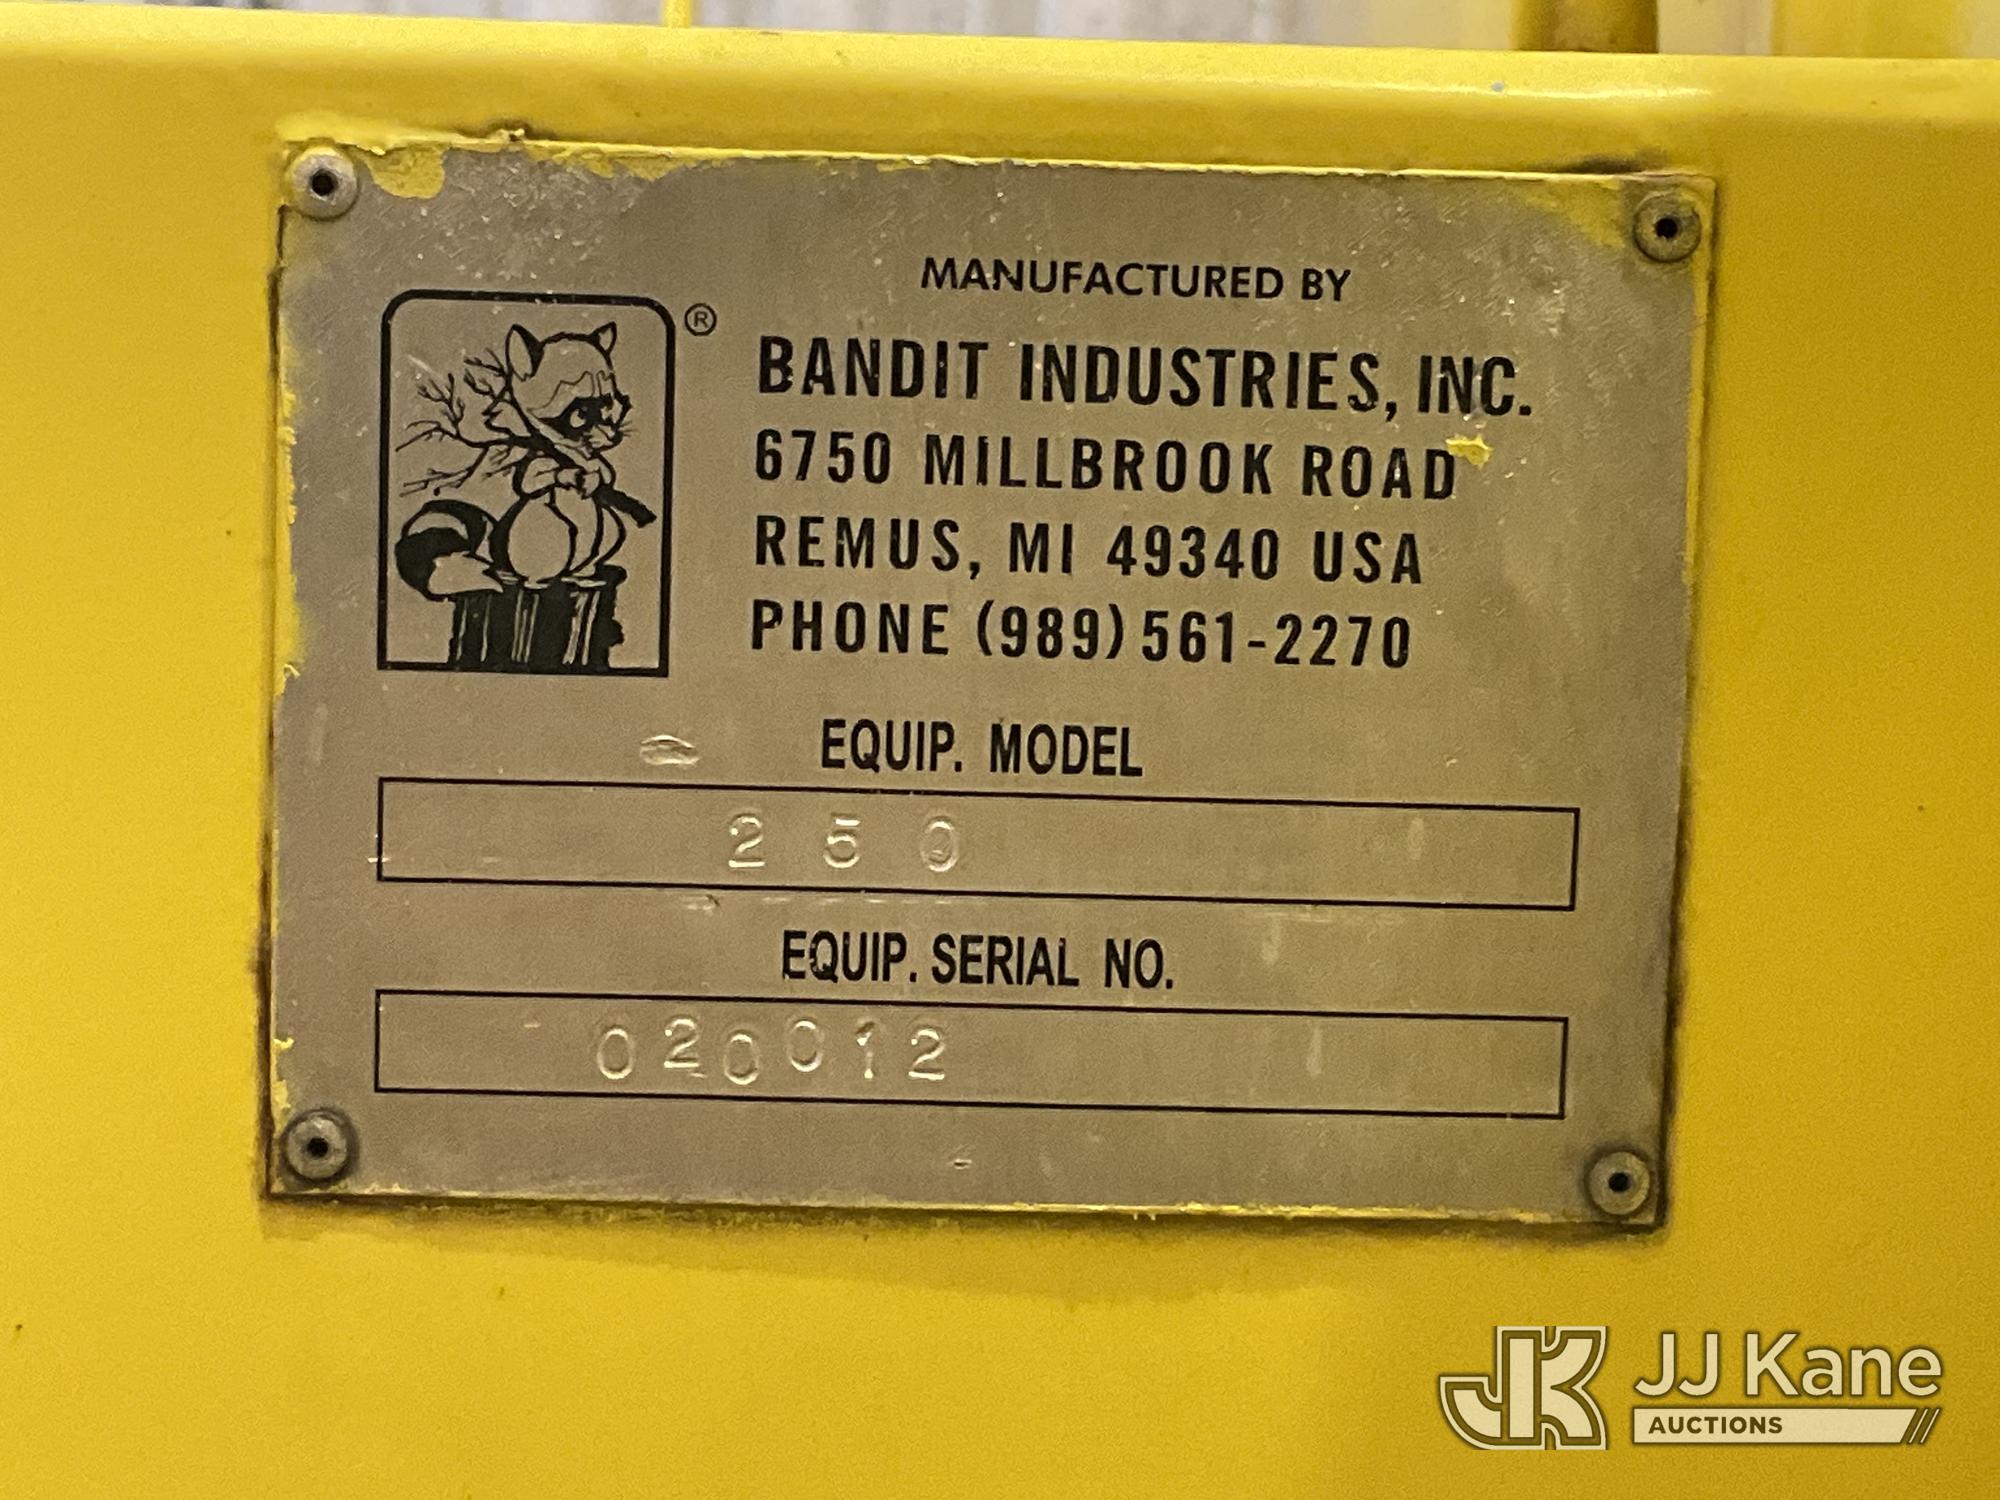 MANUFACTURED BY
®
BANDIT INDUSTRIES, INC.
6750 MILLBROOK ROAD
REMUS, MI 49340 USA
PHONE (989) 561-2270
EQUIP. MODEL
250
EQUIP. SERIAL NO.
020012
JK JJ Kane
AUCTIONS